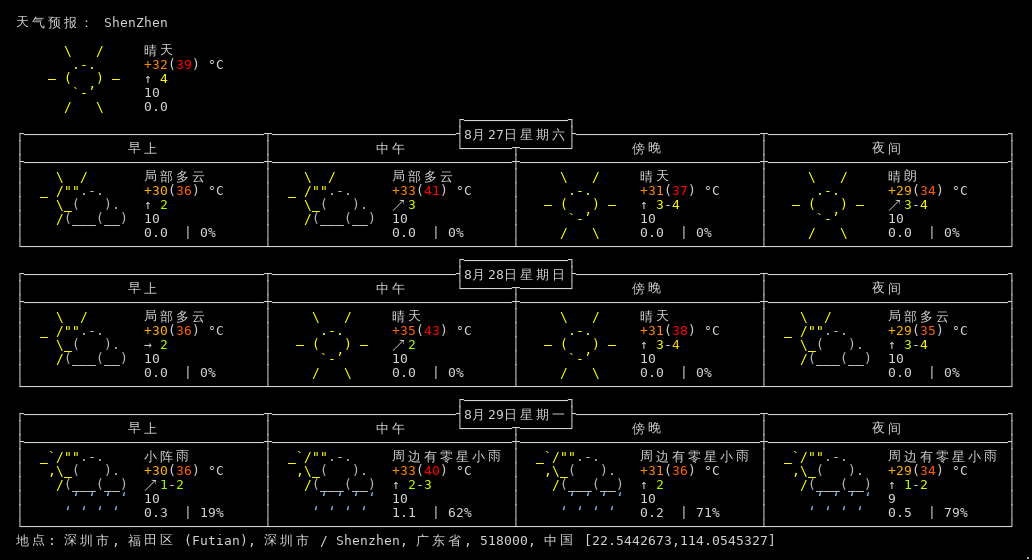 天气预报： ShenZhen
晴天
+32(39) °C
↑ 4
10
0.0
8月27日星期六
早上 中午 傍晚 夜间
局部多云 局部多云 晴天 晴朗
+30(36) °C +33(41) °C +31(37) °C +29(34) °C
↑ 2 ↗3 ↑ 3-4 ↗3-4
10 10 10 10
0.0 | 0% 0.0 | 0% 0.0 | 0% 0.0 | 0%
8月28日星期日
早上 中午 傍晚 夜间
局部多云 晴天 晴天 局部多云
+30(36) °C +35(43) °C +31(38) °C +29(35) °C
→ 2 ↗2 ↑ 3-4 ↑ 3-4
10 10 10 10
0.0 | 0% 0.0 | 0% 0.0 | 0% 0.0 | 0%
8月29日星期一
早上 中午 傍晚 夜间
小阵雨 周边有零星小雨 周边有零星小雨 周边有零星小雨
+30(36) °C +33(40) °C +31(36) °C +29(34) °C
↗1-2 ↑ 2-3 ↑ 2 ↑ 1-2
10 10 10 9
0.3 | 19% 1.1 | 62% 0.2 | 71% 0.5 | 79%
地点: 深圳市, 福田区 (Futian), 深圳市 / Shenzhen, 广东省, 518000, 中国 [22.5442673,114.0545327]